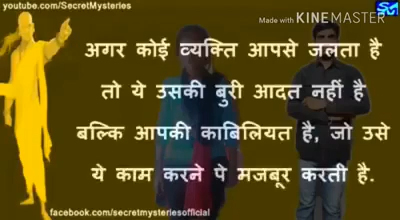 youtube.com/SecretMysteries
Made with KINEMASTER
SM
अगर कोई व्यक्ति आपसे जलता है
तो ये उसकी बुरी आदत नहीं है
बल्कि आपकी काबिलियत है, जो उसे
ये काम करने पे मजबूर करती है.
facebook.com/secretmysteriesofficial